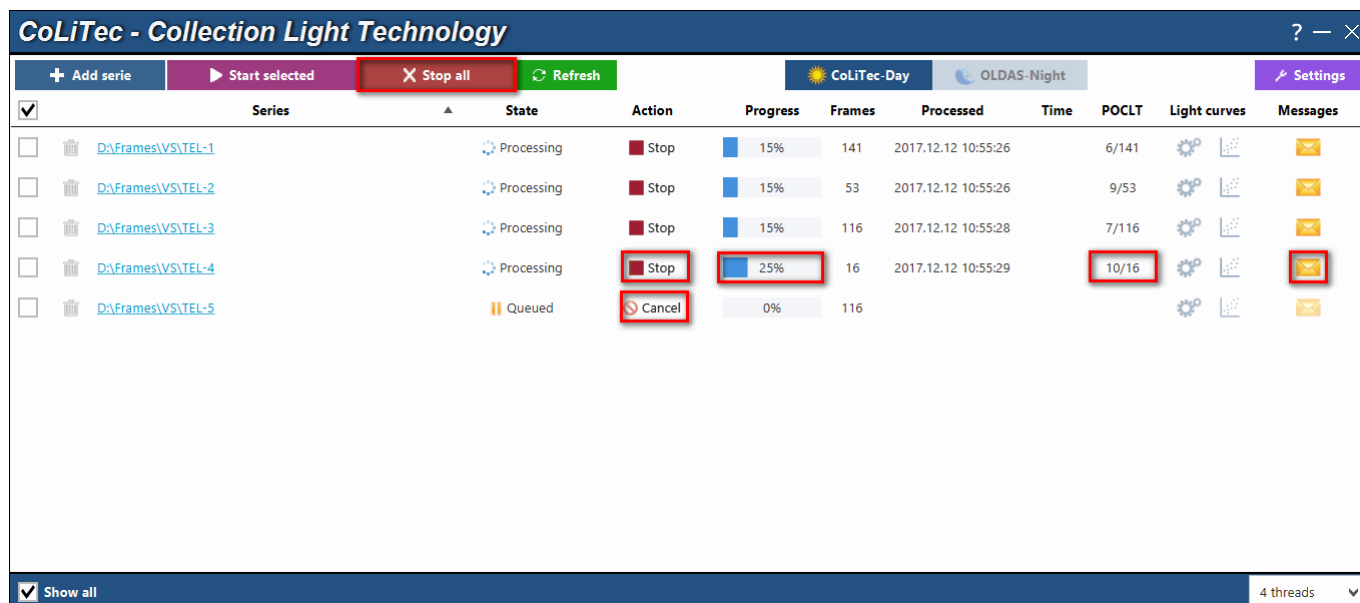 CoLiTec - Collection Light Technology ?
Add serie Start selected Stop all Refresh CoLiTec-Day OLDAS-Night Settings
Series State Action Progress Frames Processed Time POCLT Light curves Messages
D:\Frames\VS\TEL-1 Processing Stop 15% 141 2017.12.12 10:55:26 6/141
D:\Frames\VS\TEL-2 Processing Stop 15% 53 2017.12.12 10:55:26 9/53
D:\Frames\VS\TEL-3 Processing Stop 15% 116 2017.12.12 10:55:28 7/116
D:\Frames\VS\TEL-4 Processing Stop 25% 16 2017.12.12 10:55:29 10/16
D:\Frames\VS\TEL-5 Queued Cancel 0% 116
Show all 4 threads